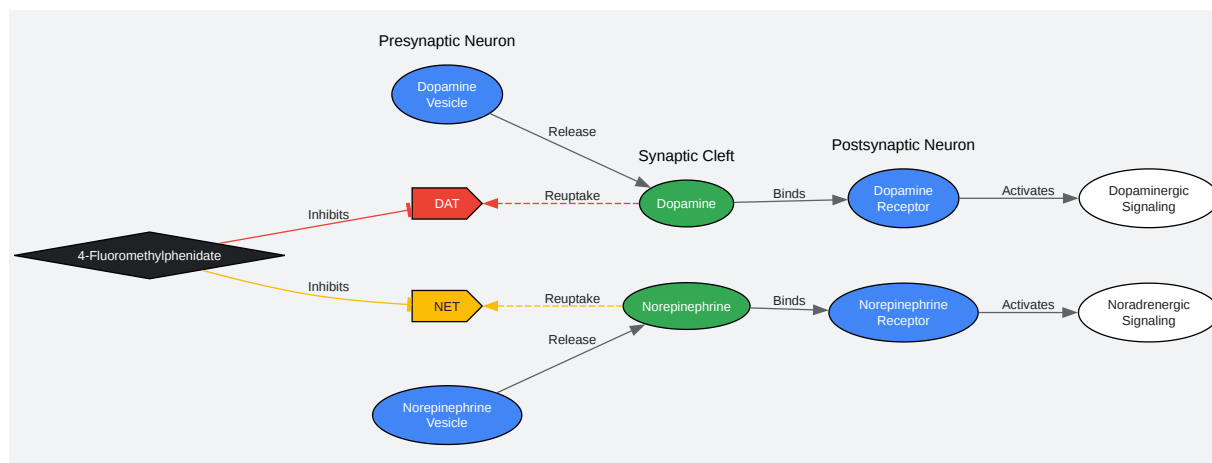 Presynaptic Neuron
Dopamine
Vesicle
Release
Synaptic Cleft
Postsynaptic Neuron
DAT
Reuptake
Dopamine
Binds
Dopamine
Receptor
Activates
Dopaminergic
Signaling
Inhibits
4-Fluoromethylphenidate
Inhibits
NET
Reuptake
Norepinephrine
Binds
Norepinephrine
Receptor
Activates
Noradrenergic
Signaling
Release
Norepinephrine
Vesicle